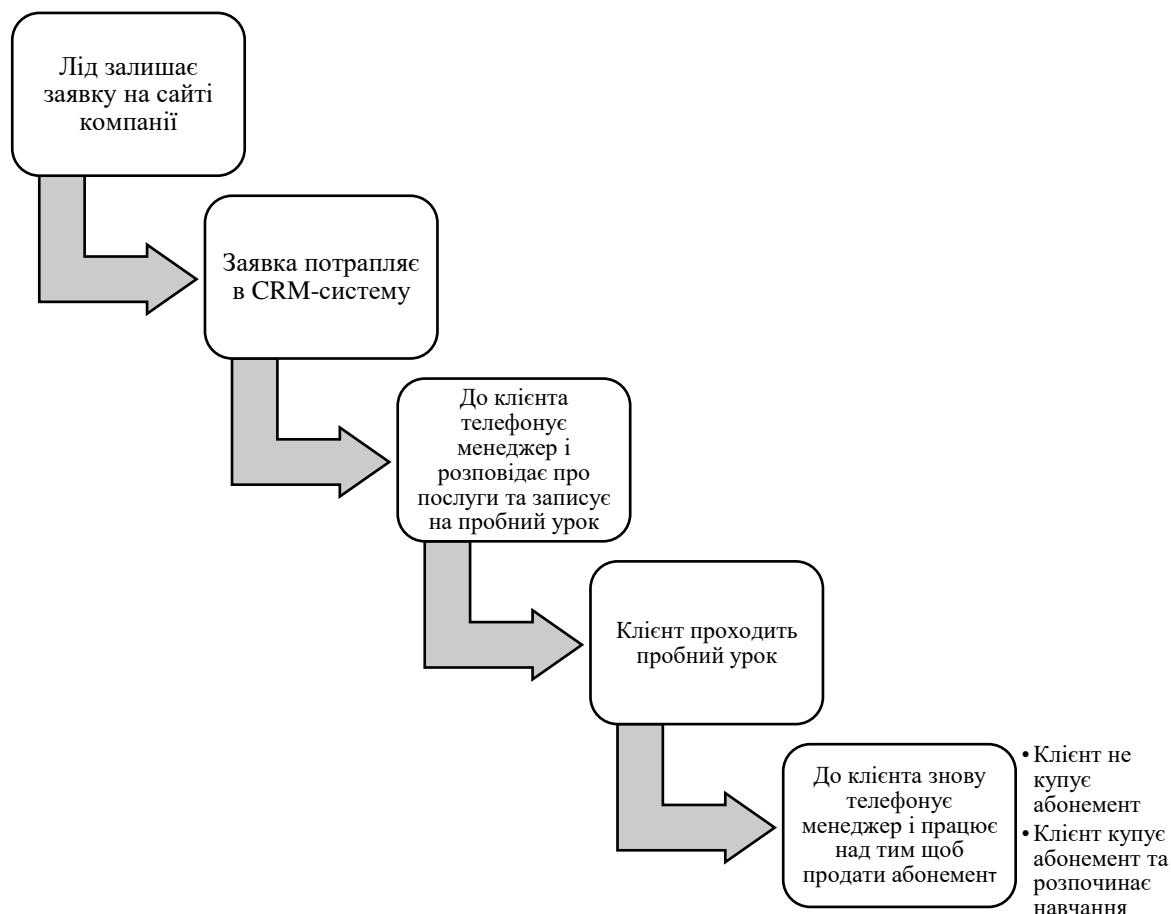 Лід залишає
заявку на сайті
компанії
Заявка потрапляє
в CRM-систему
До клієнта
телефонує
менеджер і
розповідає про
послуги та записує
на пробний урок
Клієнт проходить
пробний урок
До клієнта знову
телефонує
менеджер і працює
над тим щоб
продати абонемент
• Клієнт не
купує
абонемент
• Клієнт купує
абонемент та
розпочинає
навчання